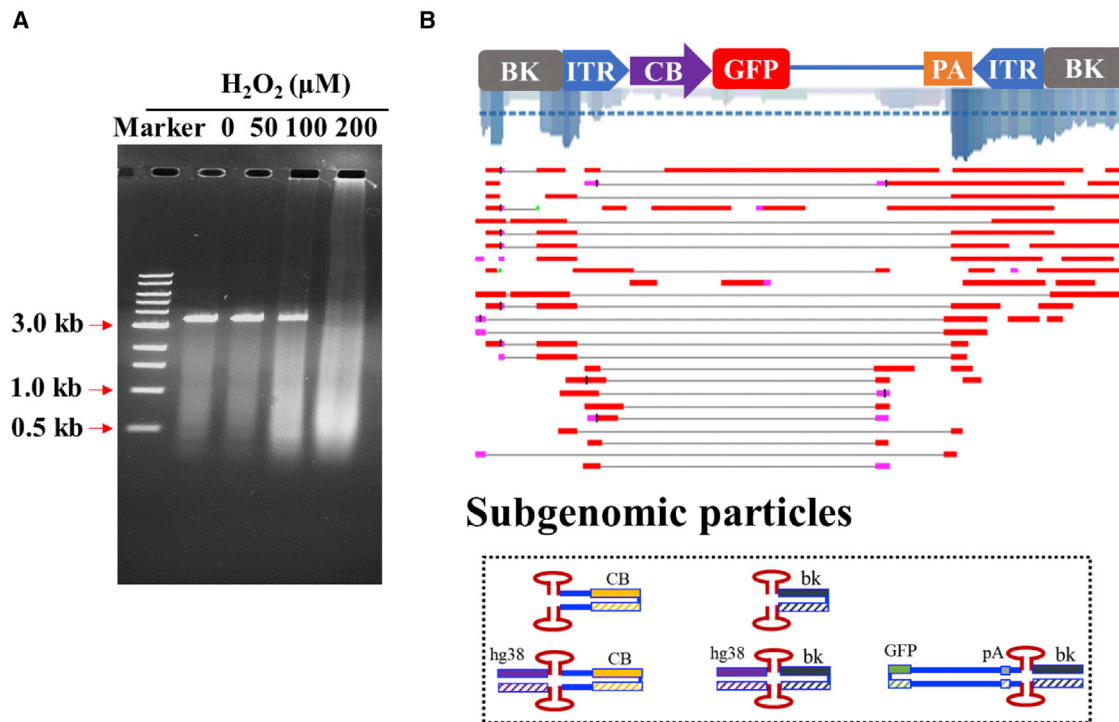 A
H₂O₂ (μM)
Marker 0 50 100 200
3.0 kb
1.0 kb
0.5 kb
B
BK ITR CB GFP PA ITR BK
Subgenomic particles
CB bk
hg38 CB hg38 bk GFP pA bk